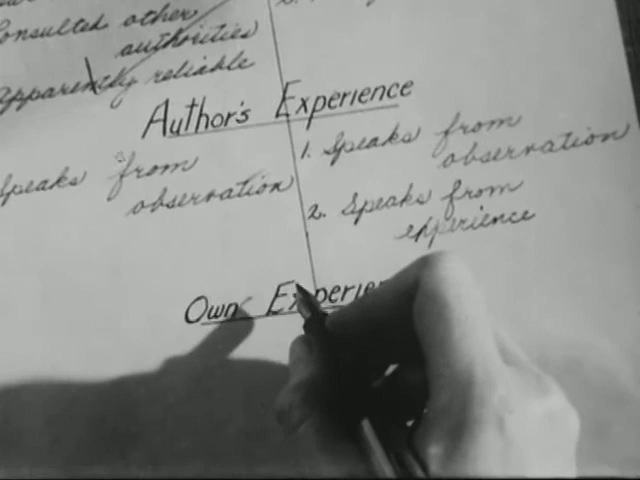 Consulted other
authorities
Apparently reliable
Author's Experience
Speaks from
observation
1. Speaks from
observation
2. Speaks from
experience
Own Experie